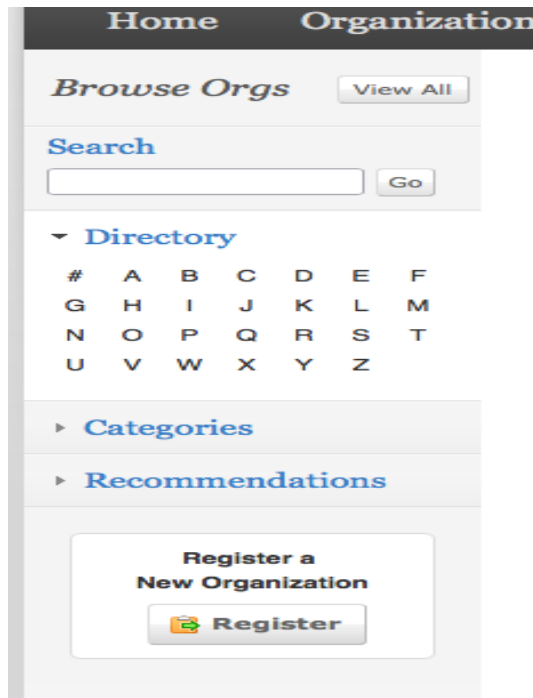 Home Organization
Browse Orgs View All
Search
Go
Directory
# A B C D E F
G H I J K L M
N O P Q R S T
U V W X Y Z
Categories
Recommendations
Register a
New Organization
Register